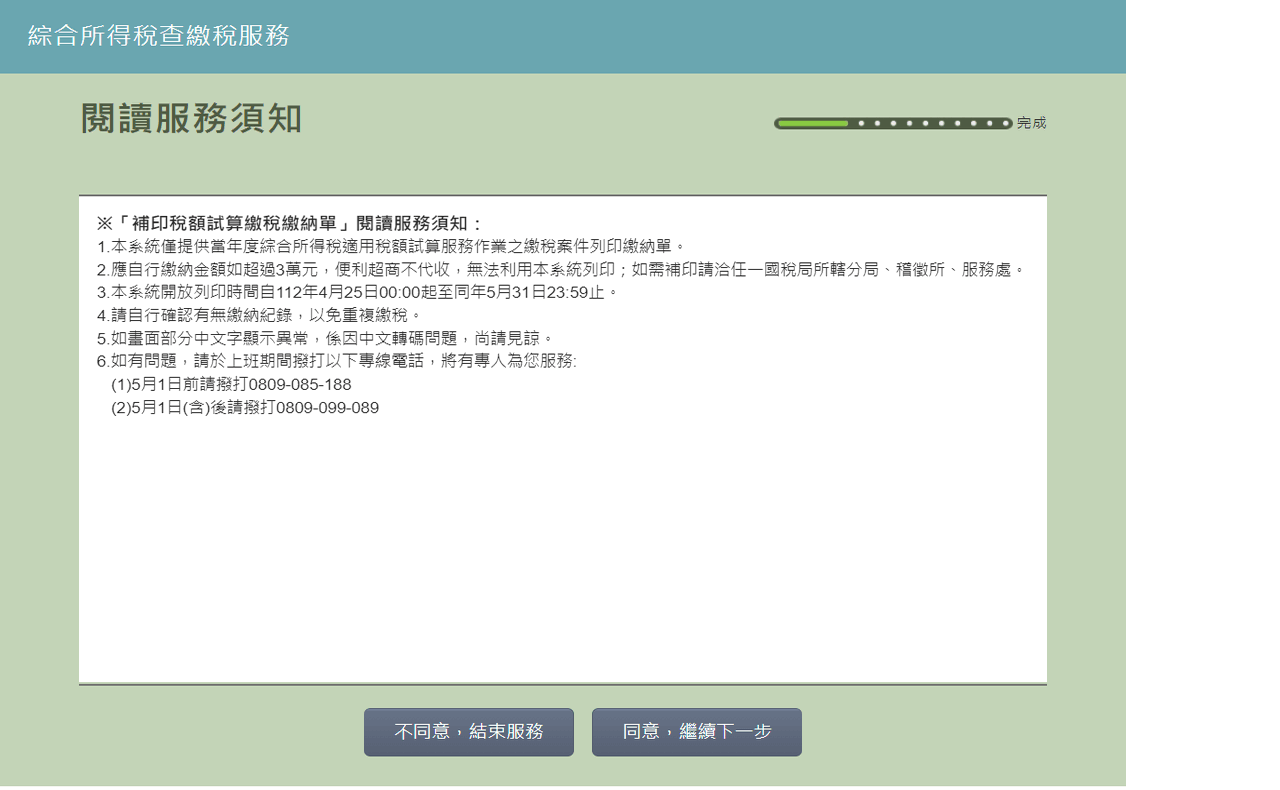 綜合所得稅查繳稅服務
閱讀服務須知
完成
※「補印稅額試算繳稅繳納單」閱讀服務須知：
1.本系統僅提供當年度綜合所得稅適用稅額試算服務作業之繳稅案件列印繳納單。
2.應自行繳納金額如超過3萬元，便利超商不代收，無法利用本系統列印；如需補印請洽任一國稅局所轄分局、稽徵所、服務處。
3.本系統開放列印時間自112年4月25日00:00起至同年5月31日23:59止。
4.請自行確認有無繳納紀錄，以免重複繳稅。
5.如畫面部分中文字顯示異常，係因中文轉碼問題，尚請見諒。
6.如有問題，請於上班期間撥打以下專線電話，將有專人為您服務:
(1)5月1日前請撥打0809-085-188
(2)5月1日(含)後請撥打0809-099-089
不同意，結束服務
同意，繼續下一步